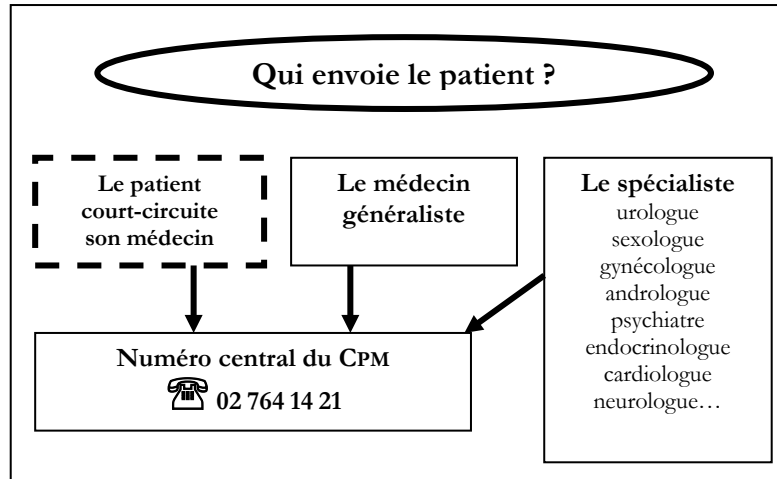 Qui envoie le patient ?
Le patient
court-circuite
son médecin
Le médecin
généraliste
Le spécialiste
urologue
sexologue
gynécologue
andrologue
psychiatre
endocrinologue
cardiologue
neurologue…
Numéro central du CPM
☎ 02 764 14 21